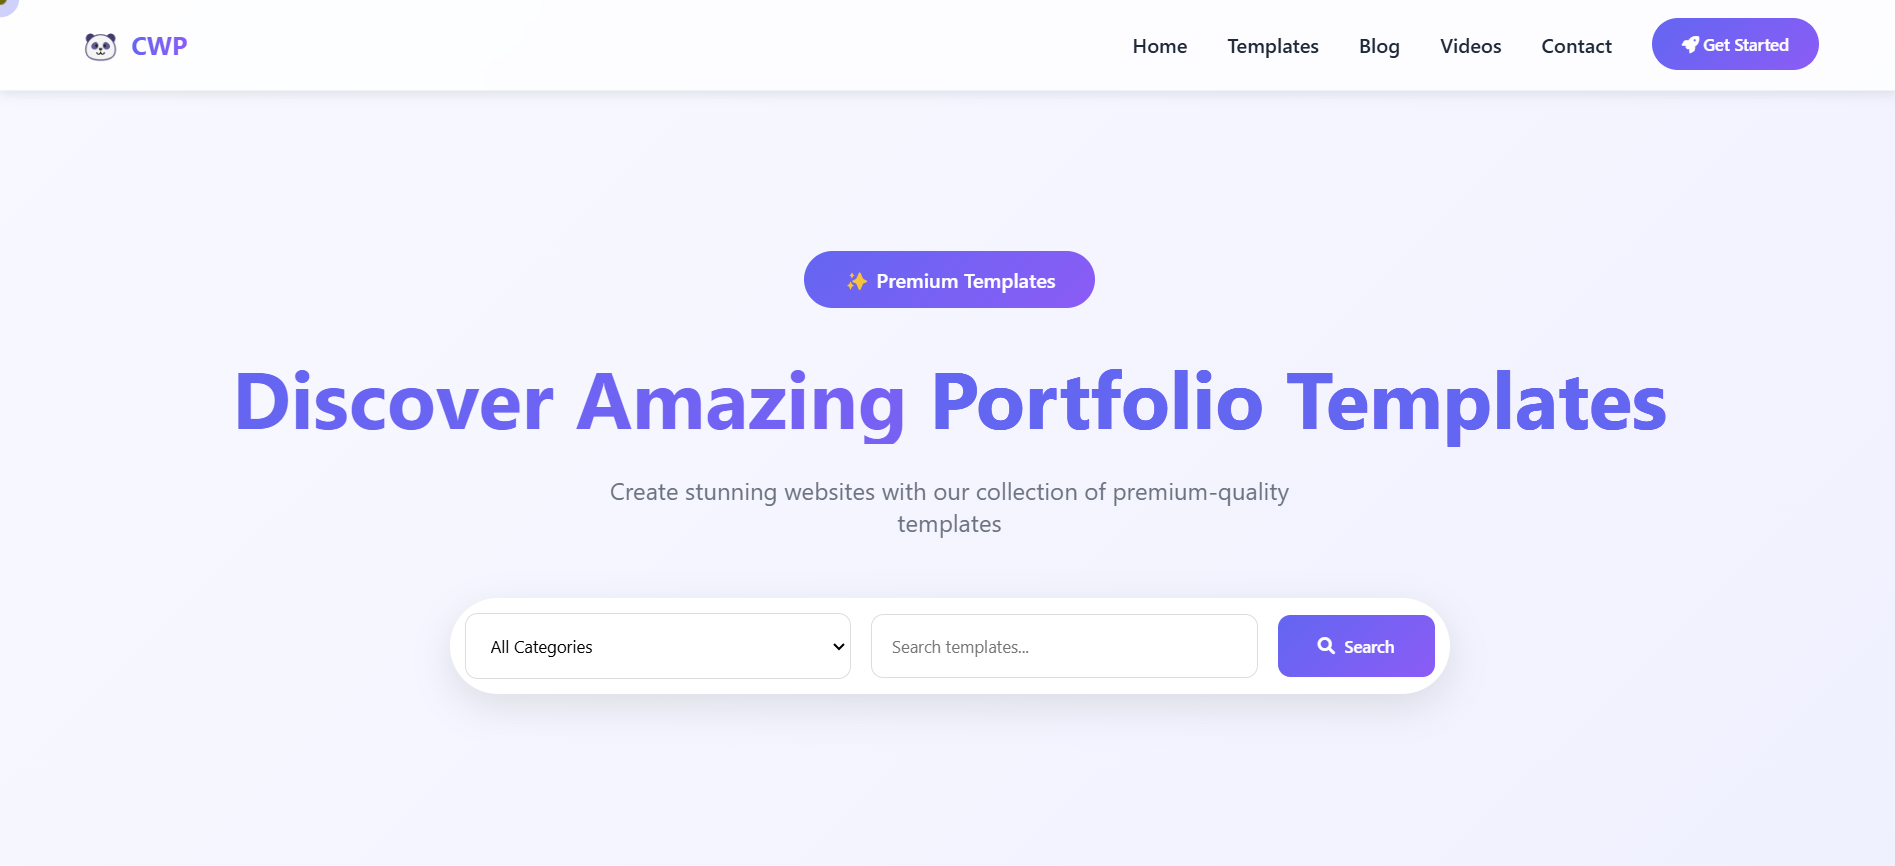 CWP
Home
Templates
Blog
Videos
Contact
Get Started
✨ Premium Templates
Discover Amazing Portfolio Templates
Create stunning websites with our collection of premium-quality
templates
All Categories
Search templates...
Search